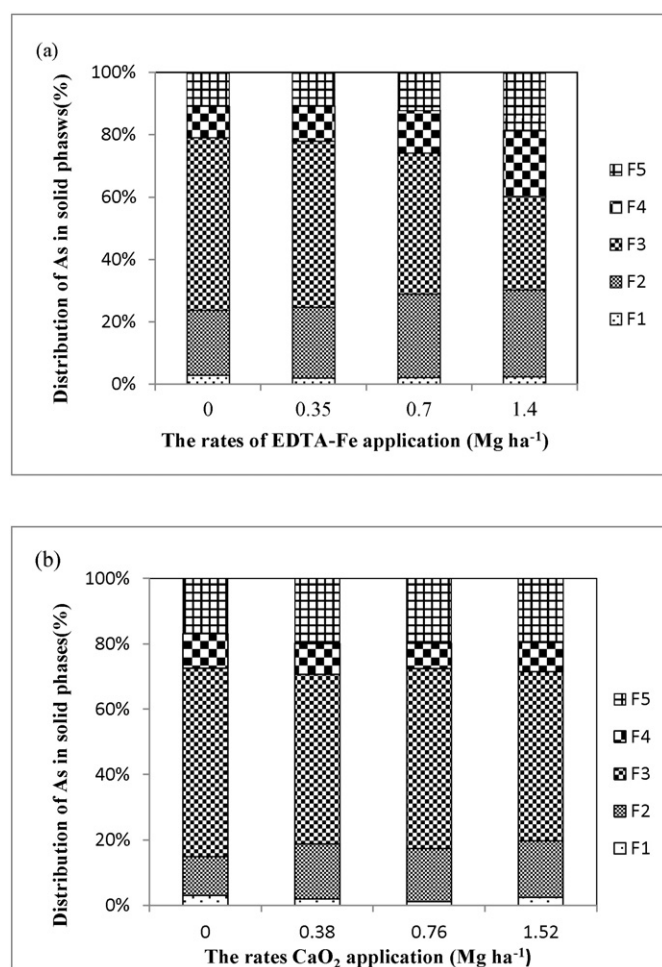 (a)
100%
80%
60%
40%
20%
0%
Distribution of As in solid phasws(%)
F5
F4
F3
F2
F1
0 0.35 0.7 1.4
The rates of EDTA-Fe application (Mg ha⁻¹)
(b)
100%
80%
60%
40%
20%
0%
Distribution of As in solid phases(%)
F5
F4
F3
F2
F1
0 0.38 0.76 1.52
The rates CaO₂ application (Mg ha⁻¹)